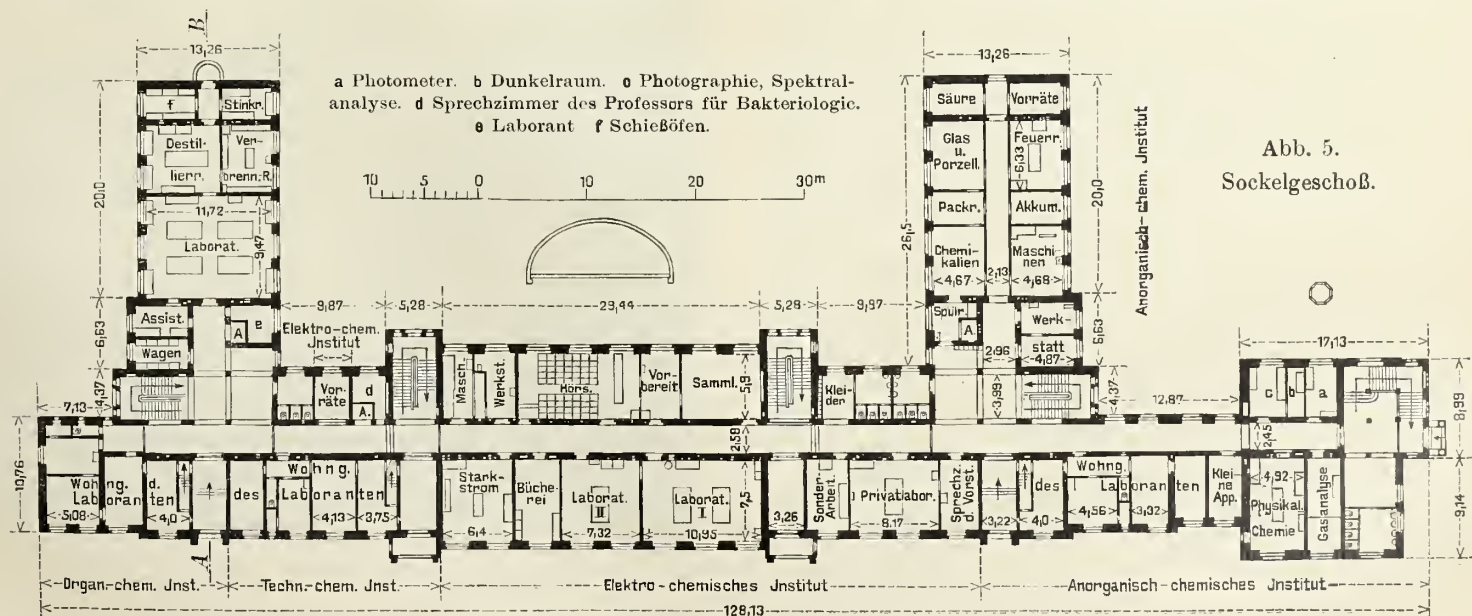 B
13,26
a Photometer. b Dunkelraum. c Photographie, Spektral-
analyse. d Sprechzimmer des Professors für Bakteriologie.
e Laborant f Schießöfen.
10 5 0 10 20 30m
Abb. 5.
Sockelgeschoß.
f
Stinkr.
Destil-
lierr.
Ver-
brenn.R.
20,0
11,72
9,47
Laborat.
Assist.
Wagen
A
e
6,63
4,37
7,13
9,87
Elektro-chem.
Jnstitut
Vor-
räte
d
A.
5,28
23,44
5,28
9,97
Masch.
Werkst.
Hörs.
Vor-
bereit
Samml.
5,9
2,59
Klei-
der
13,26
Säure
Vorräte
Glas
u.
Porzell.
Feuerr.
6,33
Packr.
Akkum.
Chemi-
kalien
Maschi-
nen
4,67
2,13
4,68
26,5
20,0
Spülr.
A.
Werk-
statt
4,87
2,96
3,99
6,63
4,37
Anorganisch-chem. Jnstitut
12,87
17,13
c
b
a
2,45
8,99
9,14
10,76
Wohng. d.
Laboranten
5,08
4,0
Wohng.
des Laboranten
4,13
3,75
Stark-
strom
6,4
Büche-
rei
Laborat.
II
7,32
Laborat.
I
10,95
7,5
3,26
Sonder-
Arbeit.
Privatlabor.
8,17
Sprechz.
d. Vorst.
3,22
4,0
Wohng.
des Laboranten
4,56
3,32
Klei-
ne
App.
4,92
Physikal.
Chemie
Gasanalyse
A
Organ.-chem. Jnst.
Techn.-chem. Jnst.
Elektro-chemisches Jnstitut
Anorganisch-chemisches Jnstitut
128,13